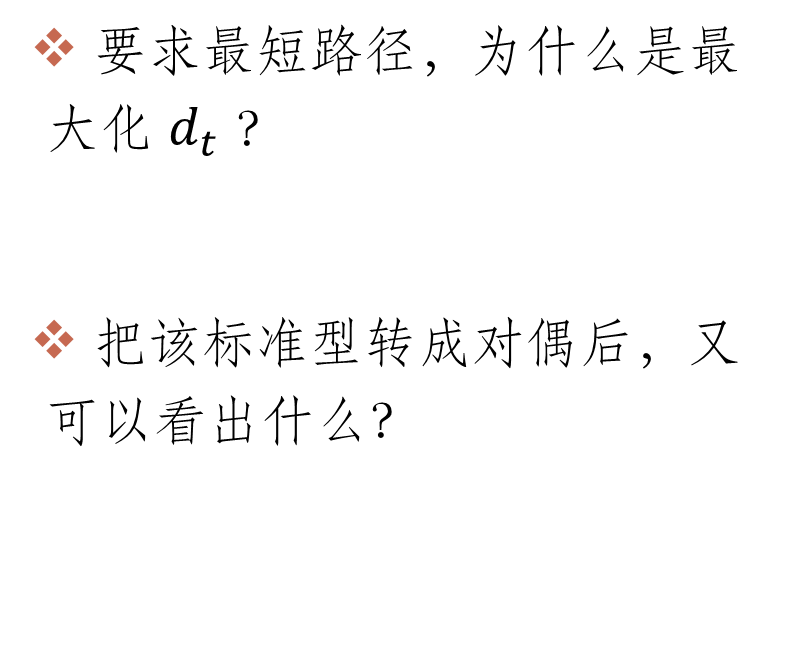 ❖ 要求最短路径，为什么是最
大化 dₜ ？
❖ 把该标准型转成对偶后，又
可以看出什么？